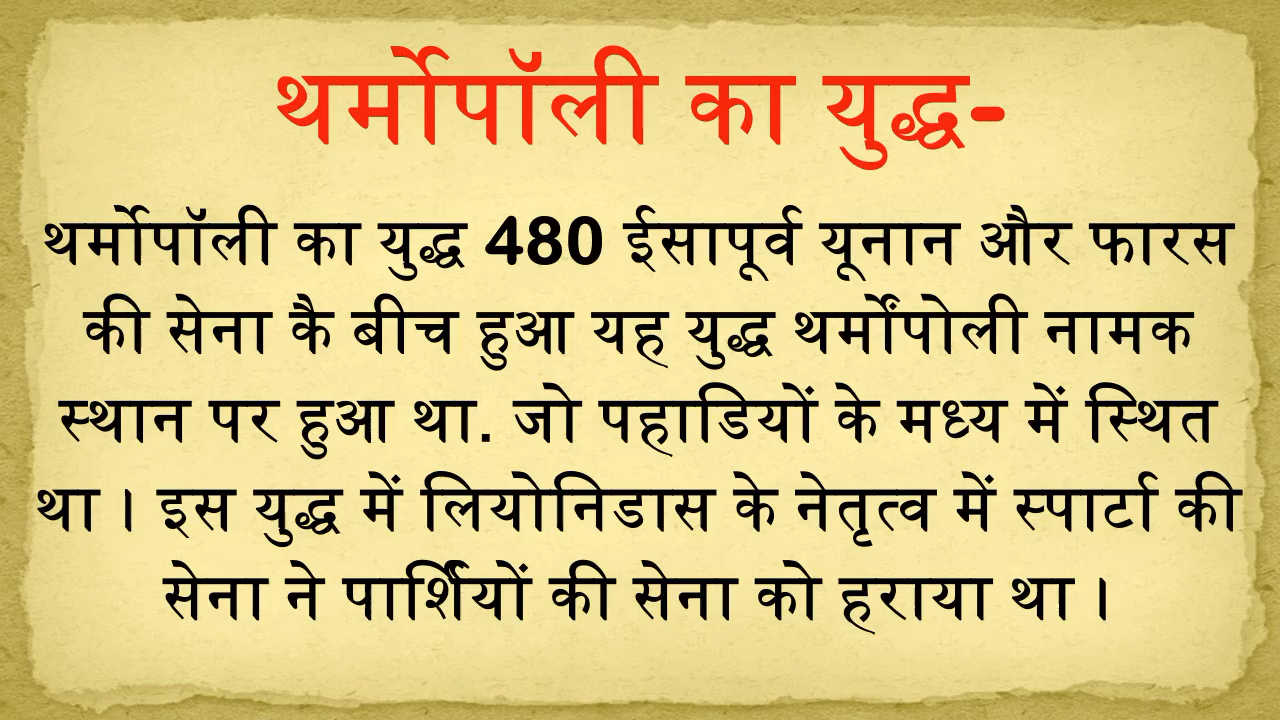 थर्मोपॉली का युद्ध-
थर्मोपॉली का युद्ध 480 ईसापूर्व यूनान और फारस
की सेना कै बीच हुआ यह युद्ध थर्मोंपोली नामक
स्थान पर हुआ था. जो पहाडियों के मध्य में स्थित
था। इस युद्ध में लियोनिडास के नेतृत्व में स्पार्टा की
सेना ने पार्शियों की सेना को हराया था।